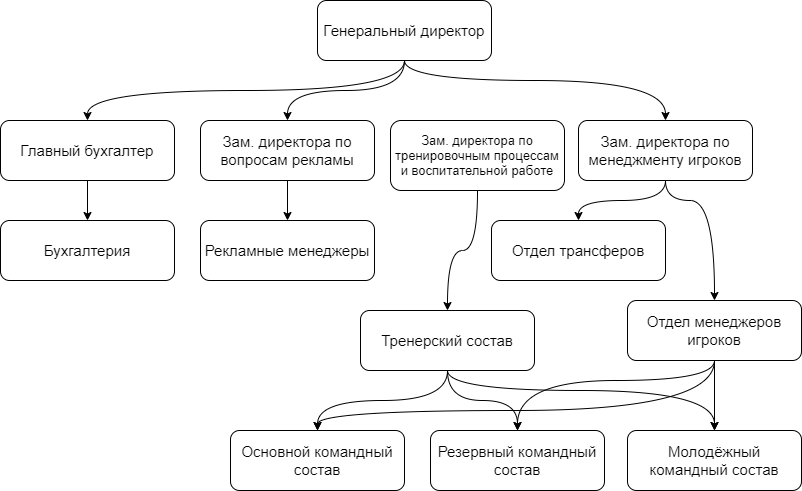 Генеральный директор
Главный бухгалтер
Зам. директора по
вопросам рекламы
Зам. директора по
тренировочным процессам
и воспитательной работе
Зам. директора по
менеджменту игроков
Бухгалтерия
Рекламные менеджеры
Отдел трансферов
Тренерский состав
Отдел менеджеров
игроков
Основной командный
состав
Резервный командный
состав
Молодёжный
командный состав